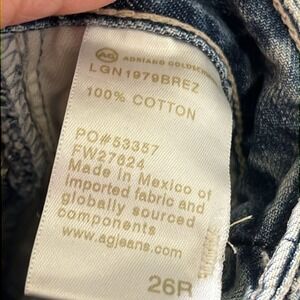 AG ADRIANO GOLDSCHMIED
LGN1979BREZ
100% COTTON
PO#53357
FW27624
Made in Mexico of
imported fabric and
globally sourced
components
www.agjeans.com
26R